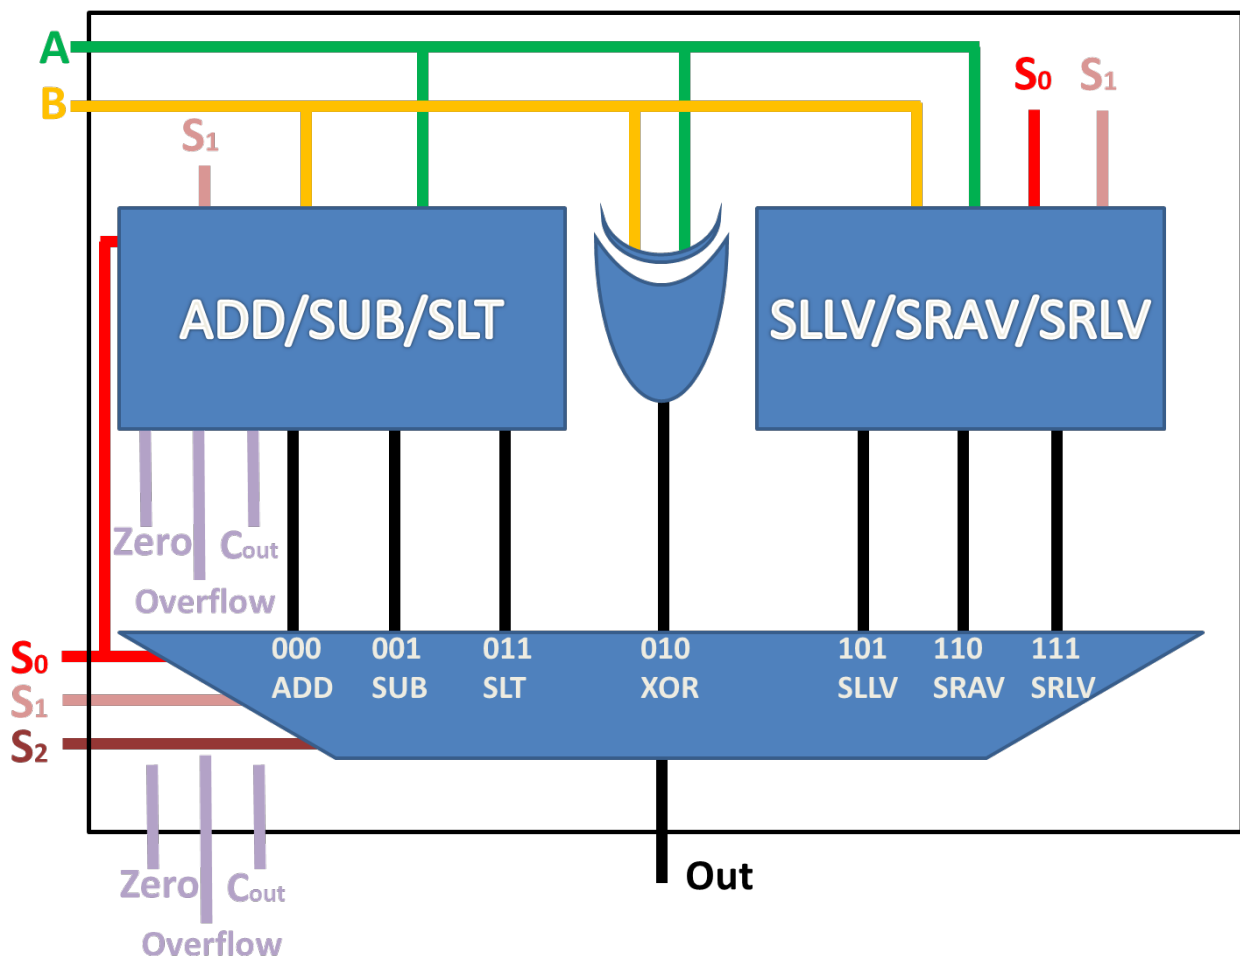 A
B
S1
S0
S1
ADD/SUB/SLT
SLLV/SRAV/SRLV
Zero
Cout
Overflow
000
001
011
010
101
110
111
ADD
SUB
SLT
XOR
SLLV
SRAV
SRLV
S0
S1
S2
Zero
Cout
Overflow
Out